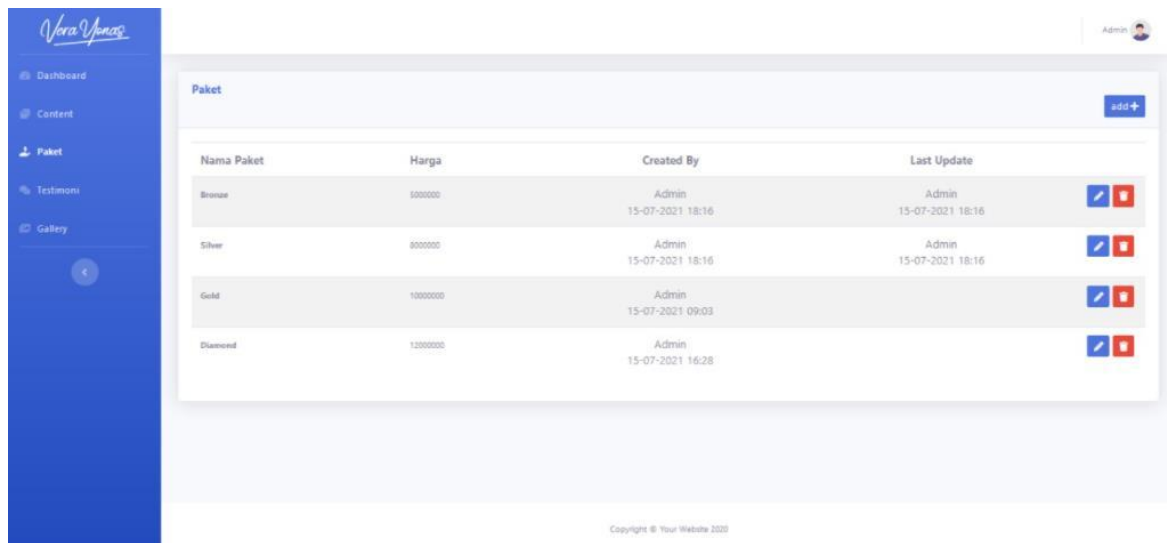 Vera Yonas
Admin
Dashboard
Content
Paket
Testimoni
Gallery
Paket
add+
Nama Paket Harga Created By Last Update
Bronze 5000000 Admin Admin
15-07-2021 18:16 15-07-2021 18:16
Silver 8000000 Admin Admin
15-07-2021 18:16 15-07-2021 18:16
Gold 10000000 Admin
15-07-2021 09:03
Diamond 12000000 Admin
15-07-2021 16:28
Copyright © Your Website 2020